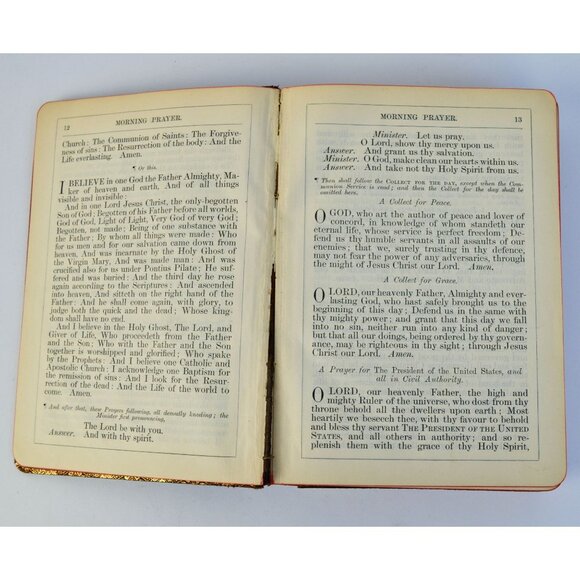 12
MORNING PRAYER.
Church: The Communion of Saints: The Forgive-
ness of sins: The Resurrection of the body: And the
Life everlasting. Amen.
¶ Or this.
I BELIEVE in one God the Father Almighty, Ma-
ker of heaven and earth, And of all things
visible and invisible:
And in one Lord Jesus Christ, the only-begotten
Son of God; Begotten of his Father before all worlds,
God of God, Light of Light, Very God of very God;
Begotten, not made; Being of one substance with
the Father; By whom all things were made: Who
for us men and for our salvation came down from
heaven, And was incarnate by the Holy Ghost of
the Virgin Mary, And was made man: And was
crucified also for us under Pontius Pilate; He suf-
fered and was buried: And the third day he rose
again according to the Scriptures: And ascended
into heaven, And sitteth on the right hand of the
Father: And he shall come again, with glory, to
judge both the quick and the dead; Whose king-
dom shall have no end.
And I believe in the Holy Ghost, The Lord, and
Giver of Life, Who proceedeth from the Father
and the Son; Who with the Father and the Son
together is worshipped and glorified; Who spake
by the Prophets: And I believe one Catholic and
Apostolic Church: I acknowledge one Baptism for
the remission of sins: And I look for the Resur-
rection of the dead: And the Life of the world to
come. Amen.
¶ And after that, these Prayers following, all devoutly kneeling; the
Minister first pronouncing,
The Lord be with you.
Answer. And with thy spirit.
MORNING PRAYER.
13
Minister. Let us pray.
O Lord, show thy mercy upon us.
Answer. And grant us thy salvation.
Minister. O God, make clean our hearts within us.
Answer. And take not thy Holy Spirit from us.
¶ Then shall follow the COLLECT FOR THE DAY, except when the Com-
munion Service is read; and then the Collect for the day shall be
omitted here.
A Collect for Peace.
O GOD, who art the author of peace and lover of
concord, in knowledge of whom standeth our
eternal life, whose service is perfect freedom; De-
fend us thy humble servants in all assaults of our
enemies; that we, surely trusting in thy defence,
may not fear the power of any adversaries, through
the might of Jesus Christ our Lord. Amen.
A Collect for Grace.
O LORD, our heavenly Father, Almighty and ever-
lasting God, who hast safely brought us to the
beginning of this day; Defend us in the same with
thy mighty power; and grant that this day we fall
into no sin, neither run into any kind of danger;
but that all our doings, being ordered by thy govern-
ance, may be righteous in thy sight; through Jesus
Christ our Lord. Amen.
A Prayer for The President of the United States, and
all in Civil Authority.
O LORD, our heavenly Father, the high and
mighty Ruler of the universe, who dost from thy
throne behold all the dwellers upon earth; Most
heartily we beseech thee, with thy favour to behold
and bless thy servant THE PRESIDENT OF THE UNITED
STATES, and all others in authority; and so re-
plenish them with the grace of thy Holy Spirit,